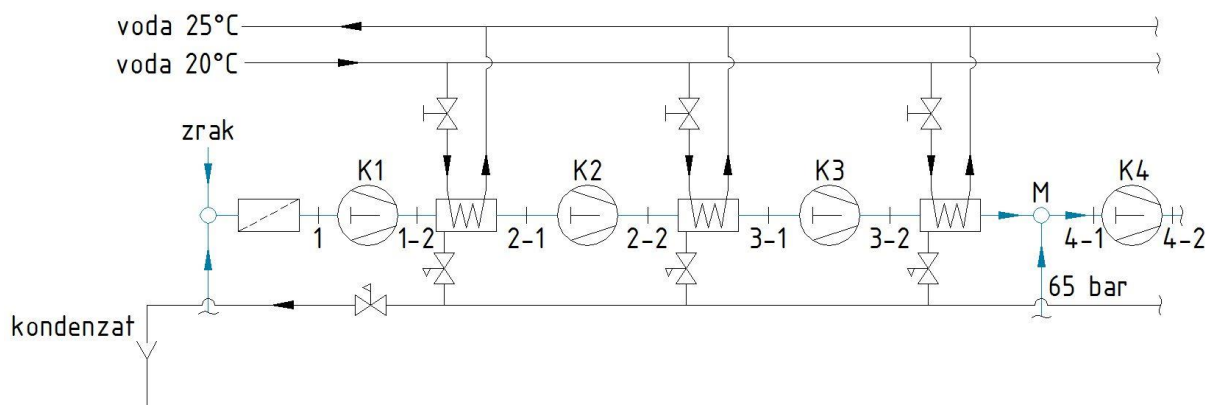 voda 25°C
voda 20°C
zrak
K1
K2
K3
M
K4
1
1-2
2-1
2-2
3-1
3-2
4-1
4-2
65 bar
kondenzat